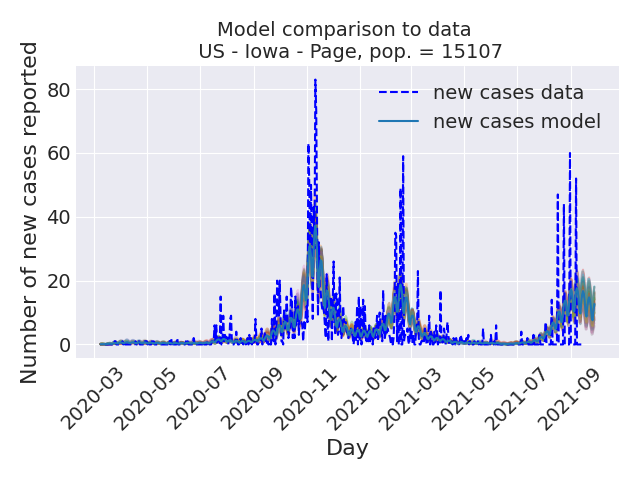 Model comparison to data
US - Iowa - Page, pop. = 15107
Number of new cases reported
80
60
40
20
0
new cases data
new cases model
2020-03
2020-05
2020-07
2020-09
2020-11
2021-01
2021-03
2021-05
2021-07
2021-09
Day